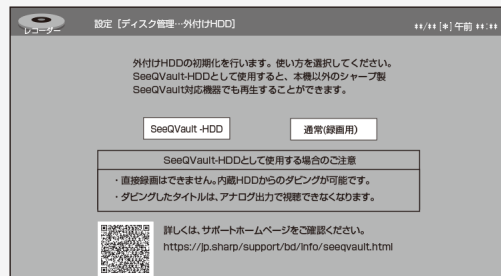 レコーダー
設定 [ディスク管理…外付けHDD]
**/** [*] 午前 **:**
外付けHDDの初期化を行います。使い方を選択してください。
SeeQVault-HDDとして使用すると、本機以外のシャープ製
SeeQVault対応機器でも再生することができます。
SeeQVault -HDD
通常(録画用)
SeeQVault-HDDとして使用する場合のご注意
・直接録画はできません。内蔵HDDからのダビングが可能です。
・ダビングしたタイトルは、アナログ出力で視聴できなくなります。
詳しくは、サポートホームページをご確認ください。
https://jp.sharp/support/bd/info/seeqvault.html